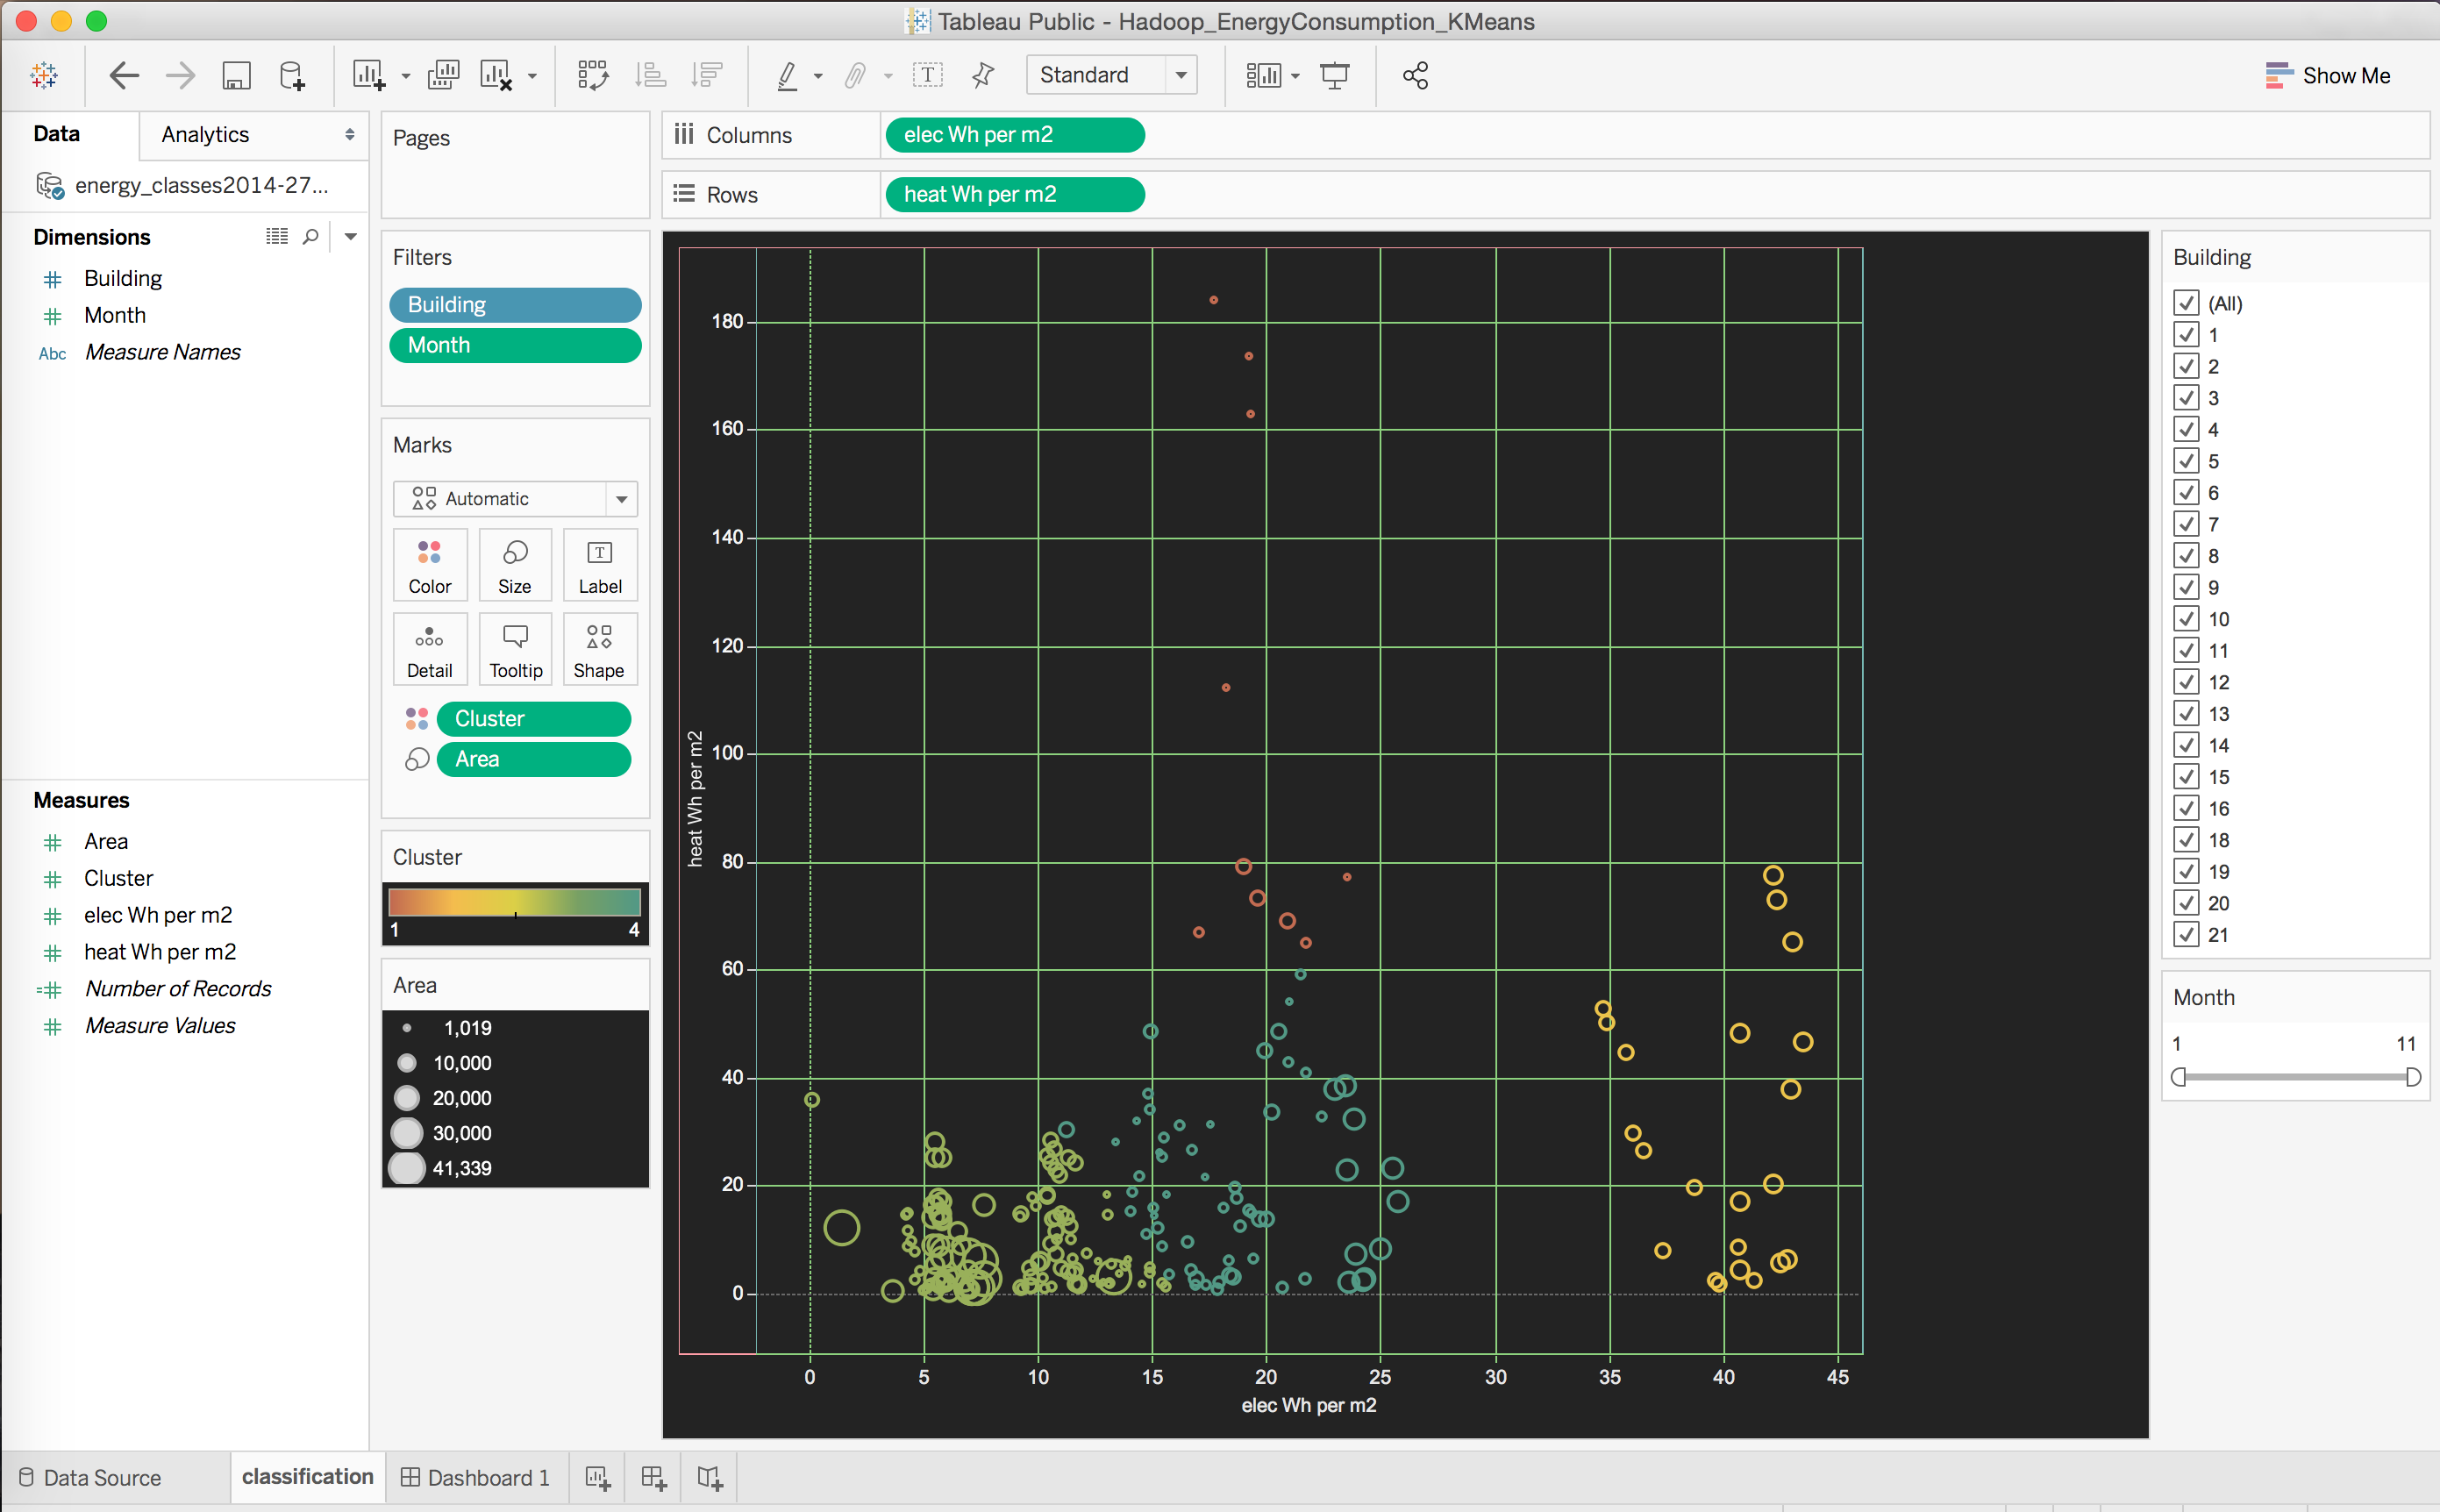 Tableau Public - Hadoop_EnergyConsumption_KMeans
Standard
Show Me
Data
Analytics
energy_classes2014-27...
Dimensions
Building
Month
Abc Measure Names
Measures
Area
Cluster
elec Wh per m2
heat Wh per m2
Number of Records
Measure Values
Pages
Filters
Building
Month
Marks
Automatic
Color
Size
Label
Detail
Tooltip
Shape
Cluster
Area
Cluster
1
4
Area
1,019
10,000
20,000
30,000
41,339
Columns
elec Wh per m2
Rows
heat Wh per m2
heat Wh per m2
180
160
140
120
100
80
60
40
20
0
0
5
10
15
20
25
30
35
40
45
elec Wh per m2
Building
(All)
1
2
3
4
5
6
7
8
9
10
11
12
13
14
15
16
18
19
20
21
Month
1
11
Data Source
classification
Dashboard 1